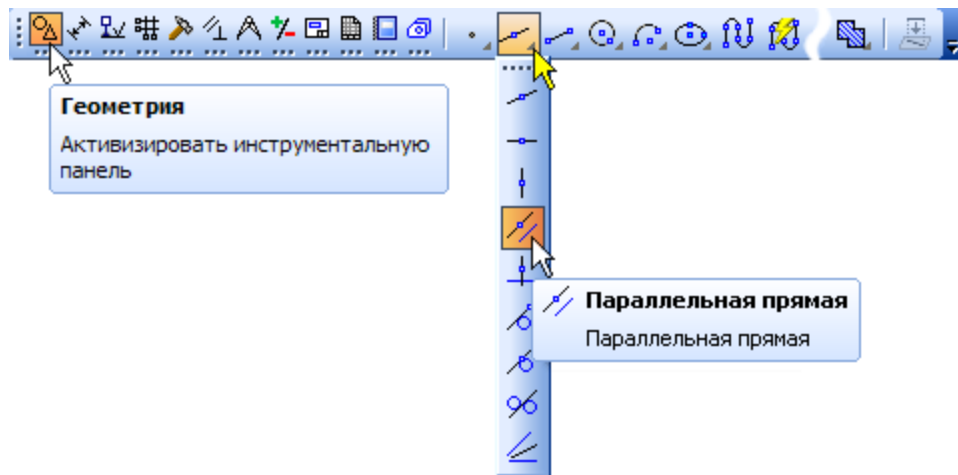 Геометрия
Активизировать инструментальную
панель
Параллельная прямая
Параллельная прямая